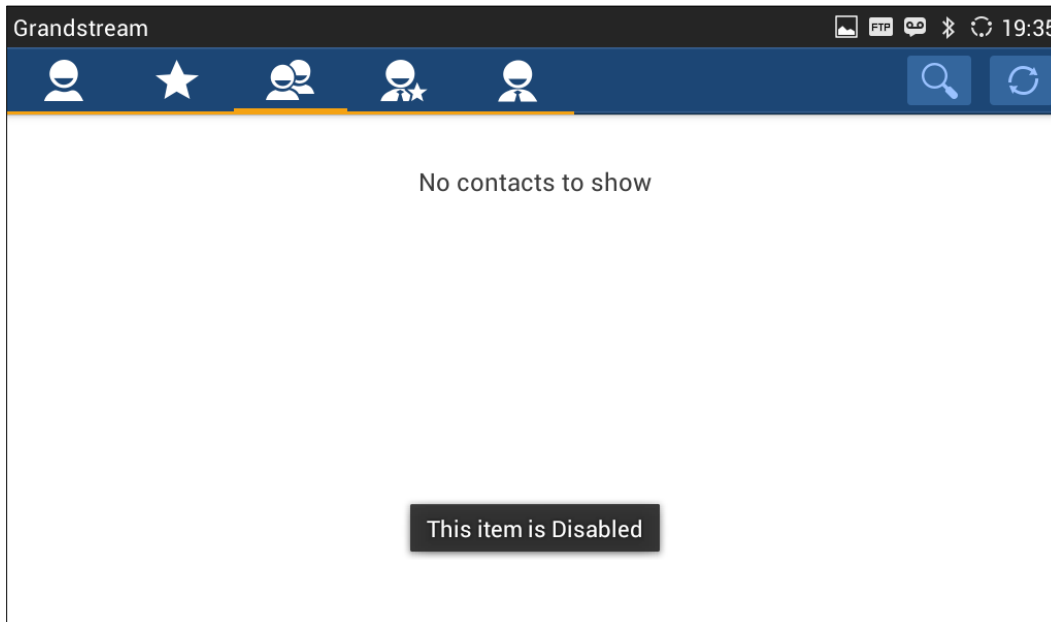 Grandstream
FTP
19:35
No contacts to show
This item is Disabled